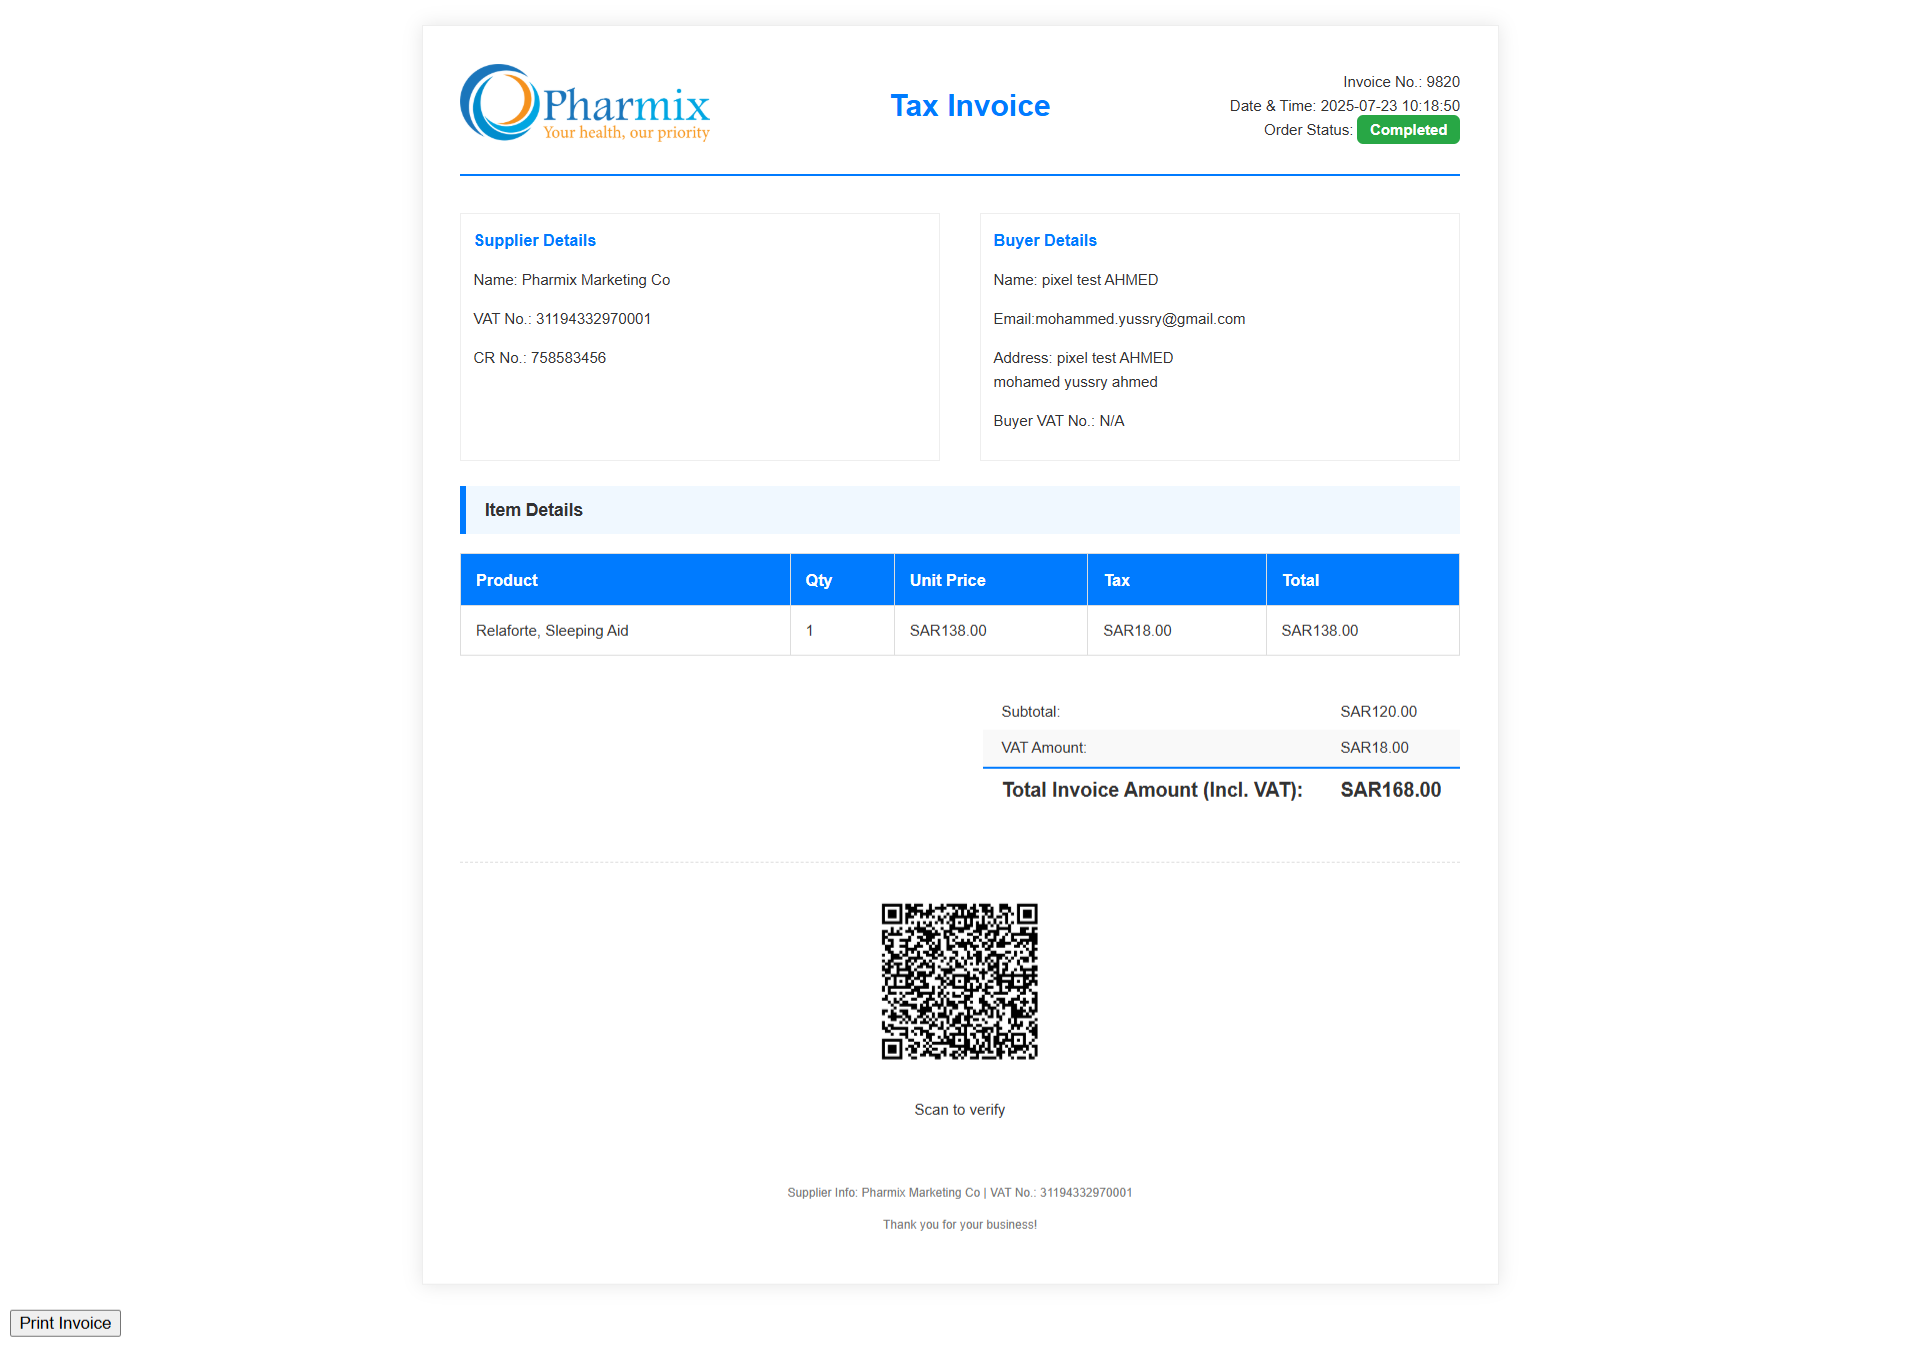 Pharmix
Your health, our priority
Tax Invoice
Invoice No.: 9820
Date & Time: 2025-07-23 10:18:50
Order Status: Completed
Supplier Details
Name: Pharmix Marketing Co
VAT No.: 31194332970001
CR No.: 758583456
Buyer Details
Name: pixel test AHMED
Email:mohammed.yussry@gmail.com
Address: pixel test AHMED
mohamed yussry ahmed
Buyer VAT No.: N/A
Item Details
Product Qty Unit Price Tax Total
Relaforte, Sleeping Aid 1 SAR138.00 SAR18.00 SAR138.00
Subtotal: SAR120.00
VAT Amount: SAR18.00
Total Invoice Amount (Incl. VAT): SAR168.00
Scan to verify
Supplier Info: Pharmix Marketing Co | VAT No.: 31194332970001
Thank you for your business!
Print Invoice